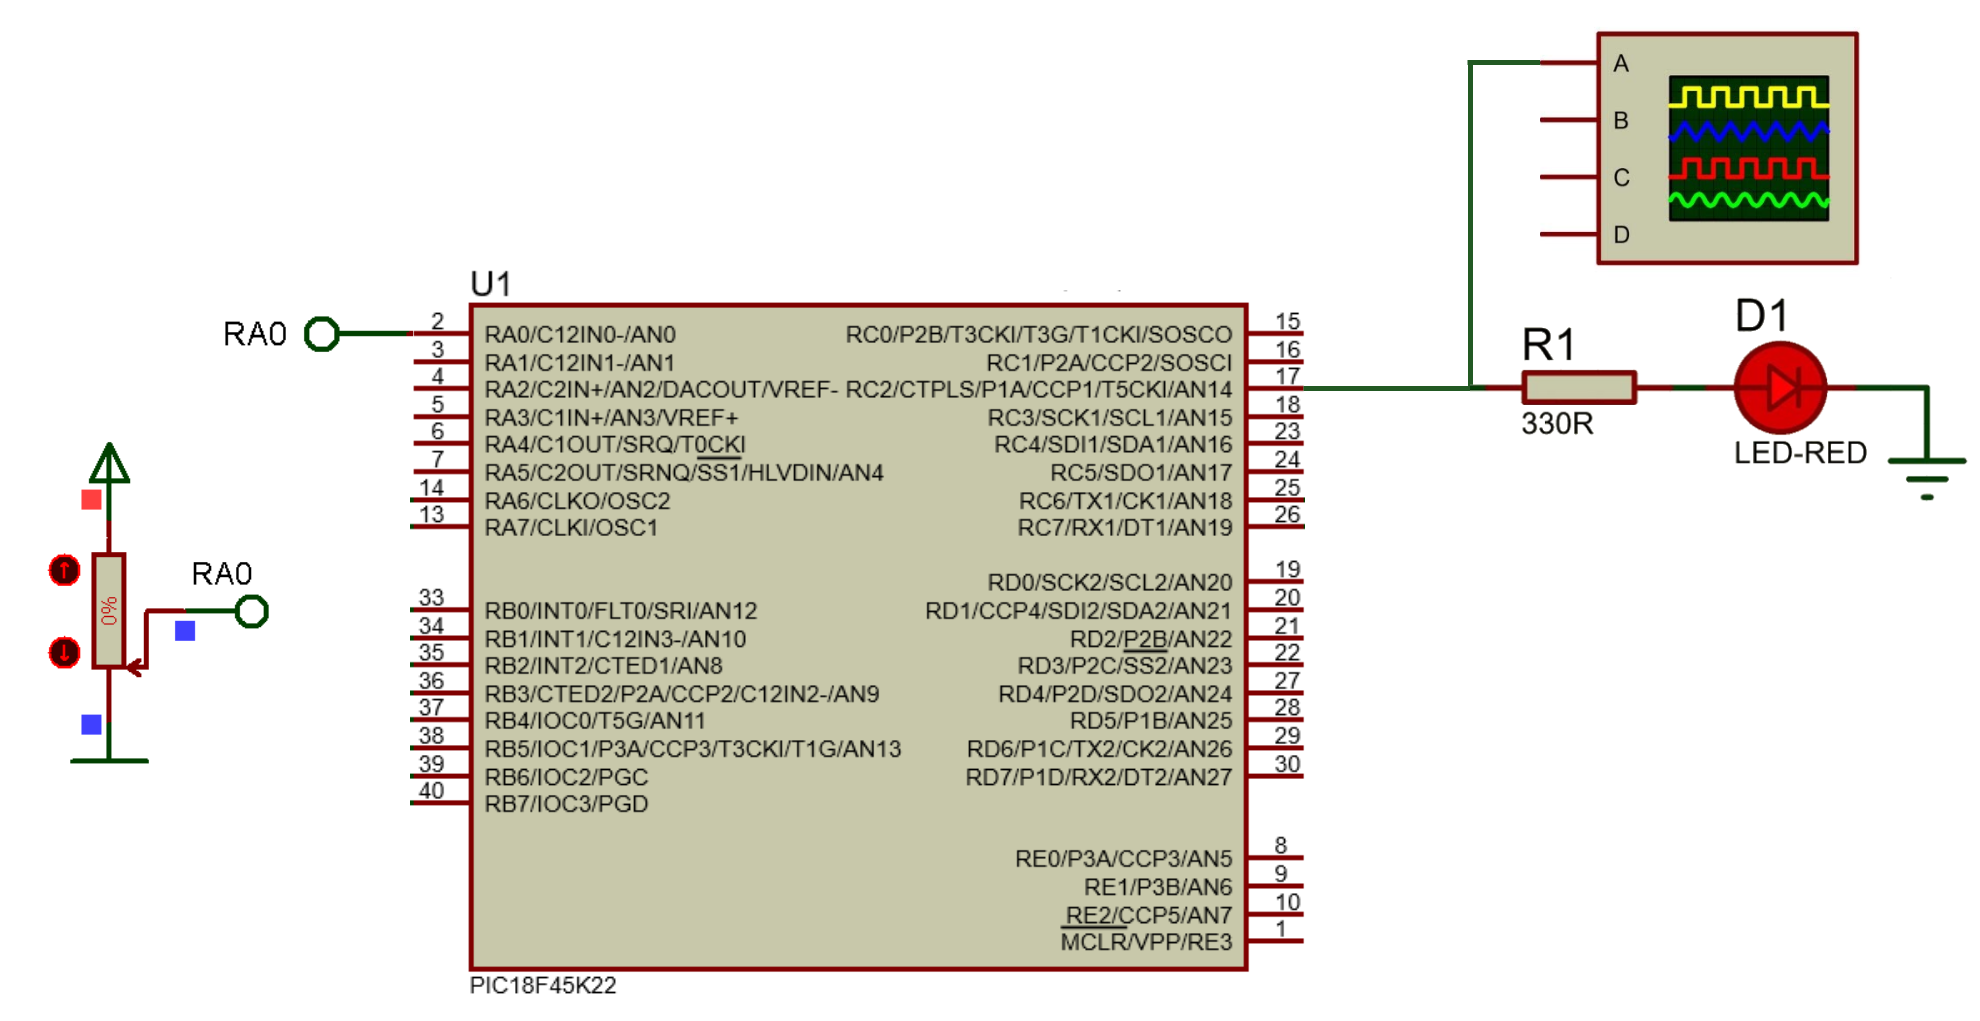 A
B
C
D
U1
D1
R1
330R
LED-RED
RA0
RA0
0%
2 RA0/C12IN0-/AN0
3 RA1/C12IN1-/AN1
4 RA2/C2IN+/AN2/DACOUT/VREF-
5 RA3/C1IN+/AN3/VREF+
6 RA4/C1OUT/SRQ/T0CKI
7 RA5/C2OUT/SRNQ/SS1/HLVDIN/AN4
14 RA6/CLKO/OSC2
13 RA7/CLKI/OSC1
33 RB0/INT0/FLT0/SRI/AN12
34 RB1/INT1/C12IN3-/AN10
35 RB2/INT2/CTED1/AN8
36 RB3/CTED2/P2A/CCP2/C12IN2-/AN9
37 RB4/IOC0/T5G/AN11
38 RB5/IOC1/P3A/CCP3/T3CKI/T1G/AN13
39 RB6/IOC2/PGC
40 RB7/IOC3/PGD
RC0/P2B/T3CKI/T3G/T1CKI/SOSCO 15
RC1/P2A/CCP2/SOSCI 16
RC2/CTPLS/P1A/CCP1/T5CKI/AN14 17
RC3/SCK1/SCL1/AN15 18
RC4/SDI1/SDA1/AN16 23
RC5/SDO1/AN17 24
RC6/TX1/CK1/AN18 25
RC7/RX1/DT1/AN19 26
RD0/SCK2/SCL2/AN20 19
RD1/CCP4/SDI2/SDA2/AN21 20
RD2/P2B/AN22 21
RD3/P2C/SS2/AN23 22
RD4/P2D/SDO2/AN24 27
RD5/P1B/AN25 28
RD6/P1C/TX2/CK2/AN26 29
RD7/P1D/RX2/DT2/AN27 30
RE0/P3A/CCP3/AN5 8
RE1/P3B/AN6 9
RE2/CCP5/AN7 10
MCLR/VPP/RE3 1
PIC18F45K22